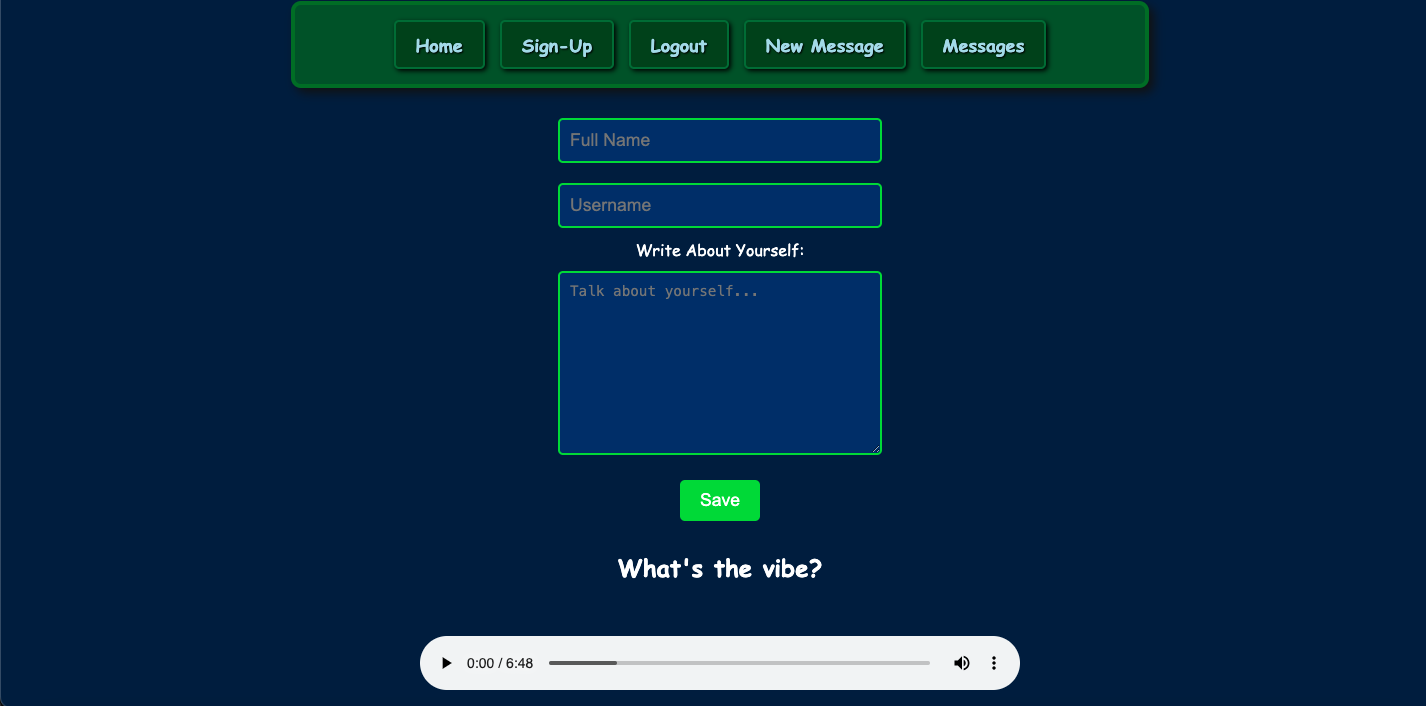 Home Sign-Up Logout New Message Messages
Full Name
Username
Write About Yourself:
Talk about yourself...
Save
What's the vibe?
0:00 / 6:48